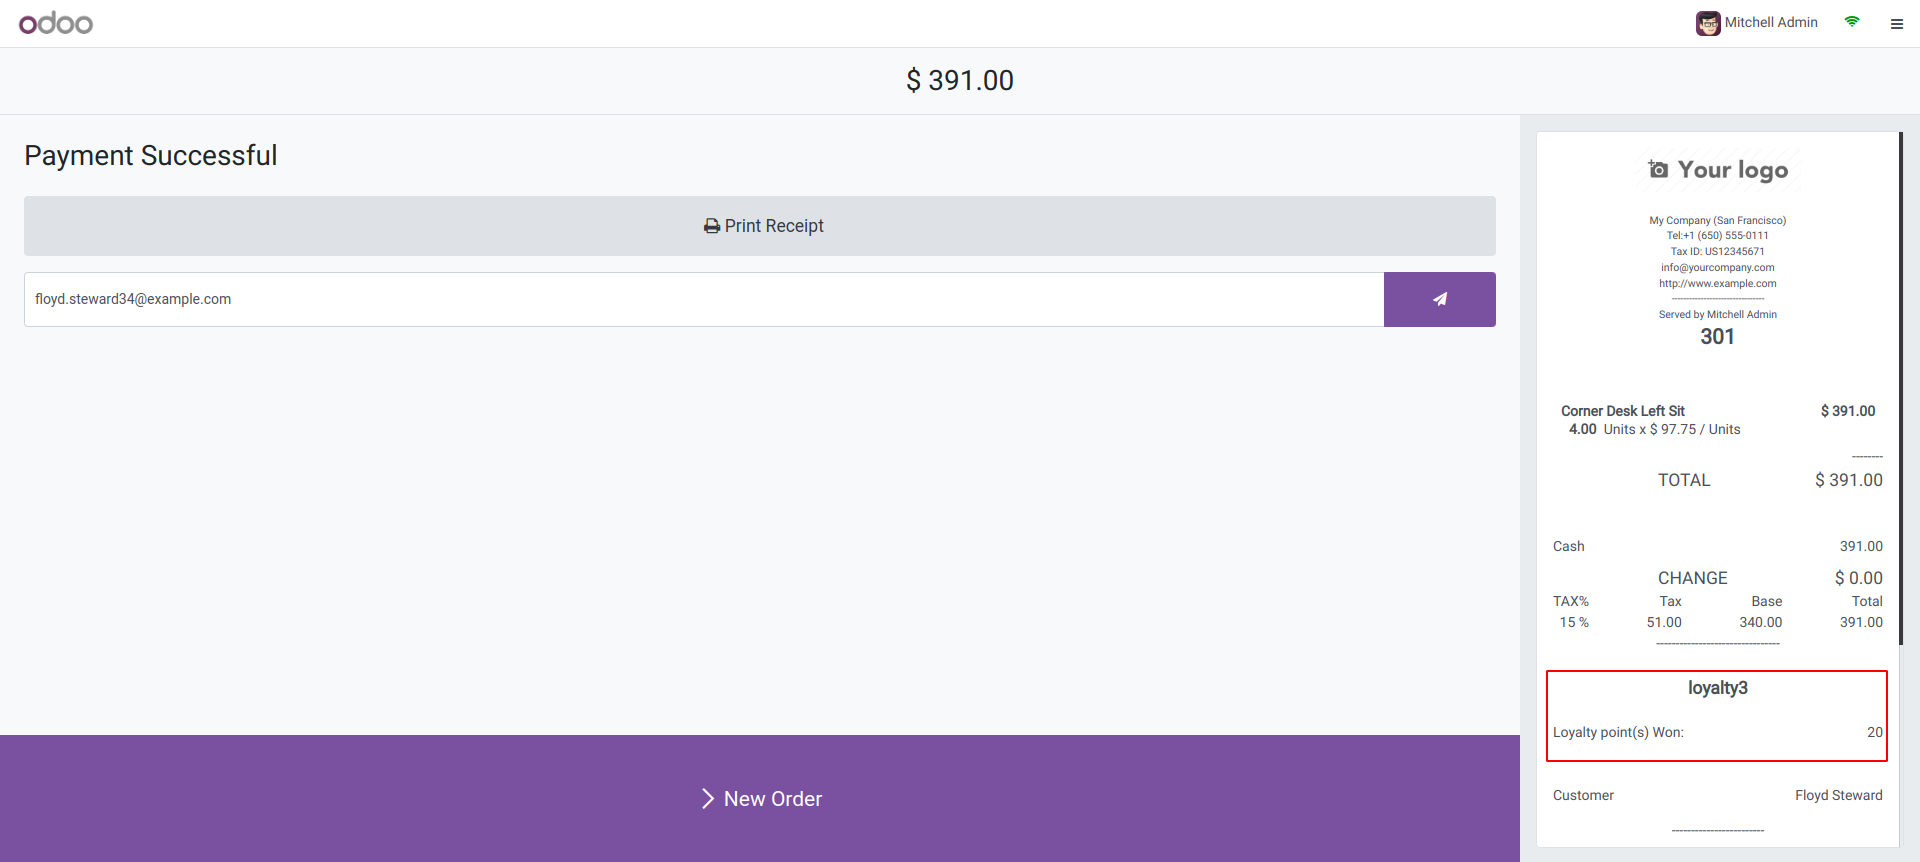 odoo
Mitchell Admin
$ 391.00
Payment Successful
Print Receipt
floyd.steward34@example.com
New Order
Your logo
My Company (San Francisco)
Tel:+1 (650) 555-0111
Tax ID: US12345671
info@yourcompany.com
http://www.example.com
--------------------------------
Served by Mitchell Admin
301
Corner Desk Left Sit $ 391.00
4.00 Units x $ 97.75 / Units
--------
TOTAL $ 391.00
Cash 391.00
CHANGE $ 0.00
TAX% Tax Base Total
15 % 51.00 340.00 391.00
--------------------------------
loyalty3
Loyalty point(s) Won: 20
Customer Floyd Steward
------------------------